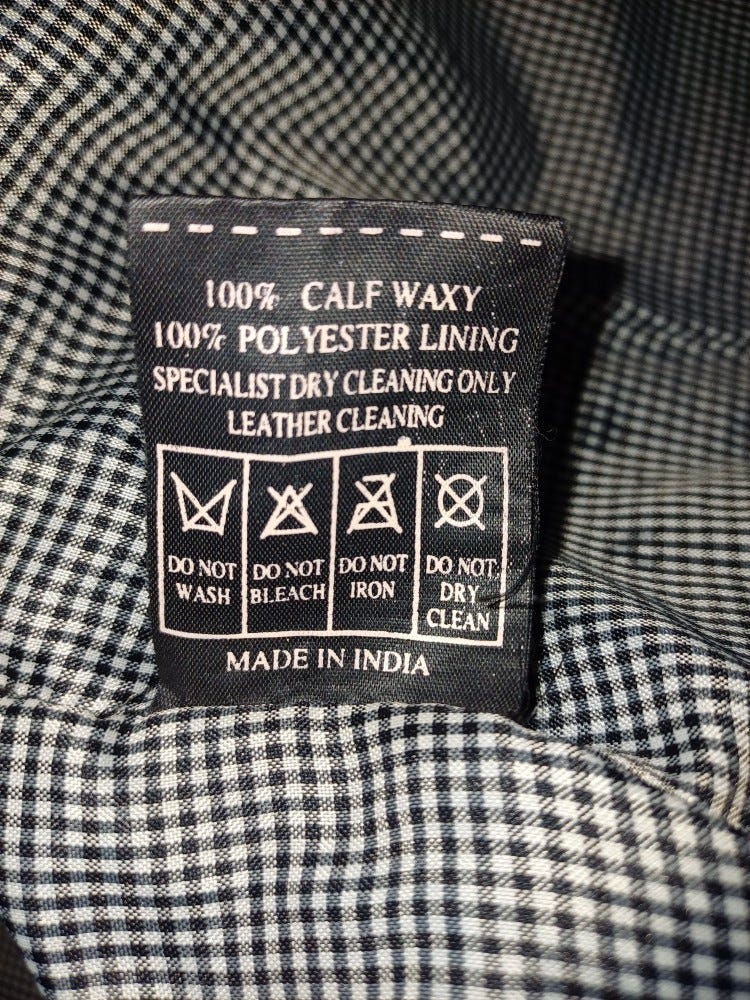 100% CALF WAXY
100% POLYESTER LINING
SPECIALIST DRY CLEANING ONLY
LEATHER CLEANING
DO NOT WASH
DO NOT BLEACH
DO NOT IRON
DO NOT DRY CLEAN
MADE IN INDIA